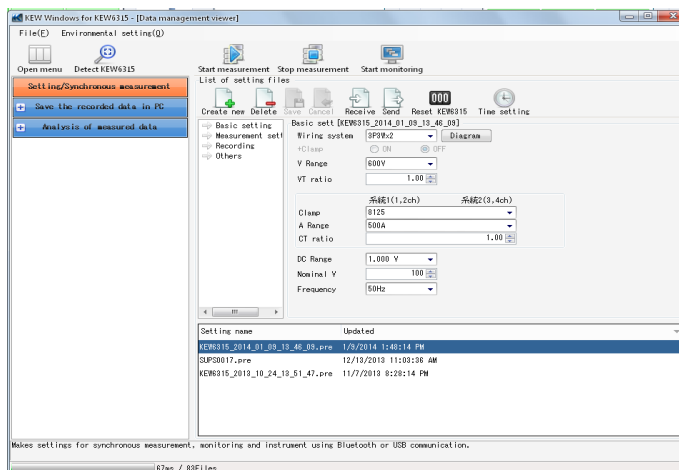 KEW Windows for KEW6315 - [Data management viewer]
File(F) Environmental setting(O)
Open menu Detect KEW6315 Start measurement Stop measurement Start monitoring
Setting/Synchronous measurement
Save the recorded data in PC
Analysis of measured data
List of setting files
Create new Delete Save Cancel Receive Send Reset KEW6315 Time setting
000
Basic setting
Measurement sett
Recording
Others
Basic sett [KEW6315_2014_01_09_13_46_09]
Wiring system 3P3Wx2 Diagram
+Clamp ON OFF
V Range 600V
VT ratio 1.00
系統1(1,2ch) 系統2(3,4ch)
Clamp 8125
A Range 500A
CT ratio 1.00
DC Range 1.000 V
Nominal V 100
Frequency 50Hz
Setting name Updated
KEW6315_2014_01_09_13_46_09.pre 1/9/2014 1:48:14 PM
SUPS0017.pre 12/13/2013 11:03:36 AM
KEW6315_2013_10_24_13_51_47.pre 11/7/2013 8:28:14 PM
Makes settings for synchronous measurement, monitoring and instrument using Bluetooth or USB communication.
67ms / 83Files